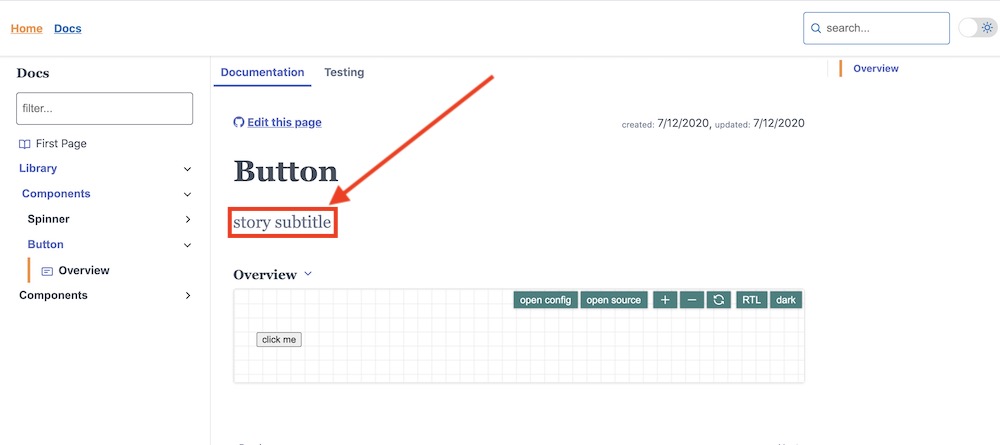 Home Docs
search...
Docs
filter...
First Page
Library
Components
Spinner
Button
Overview
Components
Documentation Testing
Edit this page
created: 7/12/2020, updated: 7/12/2020
Button
story subtitle
Overview
open config open source + − RTL dark
click me
Overview